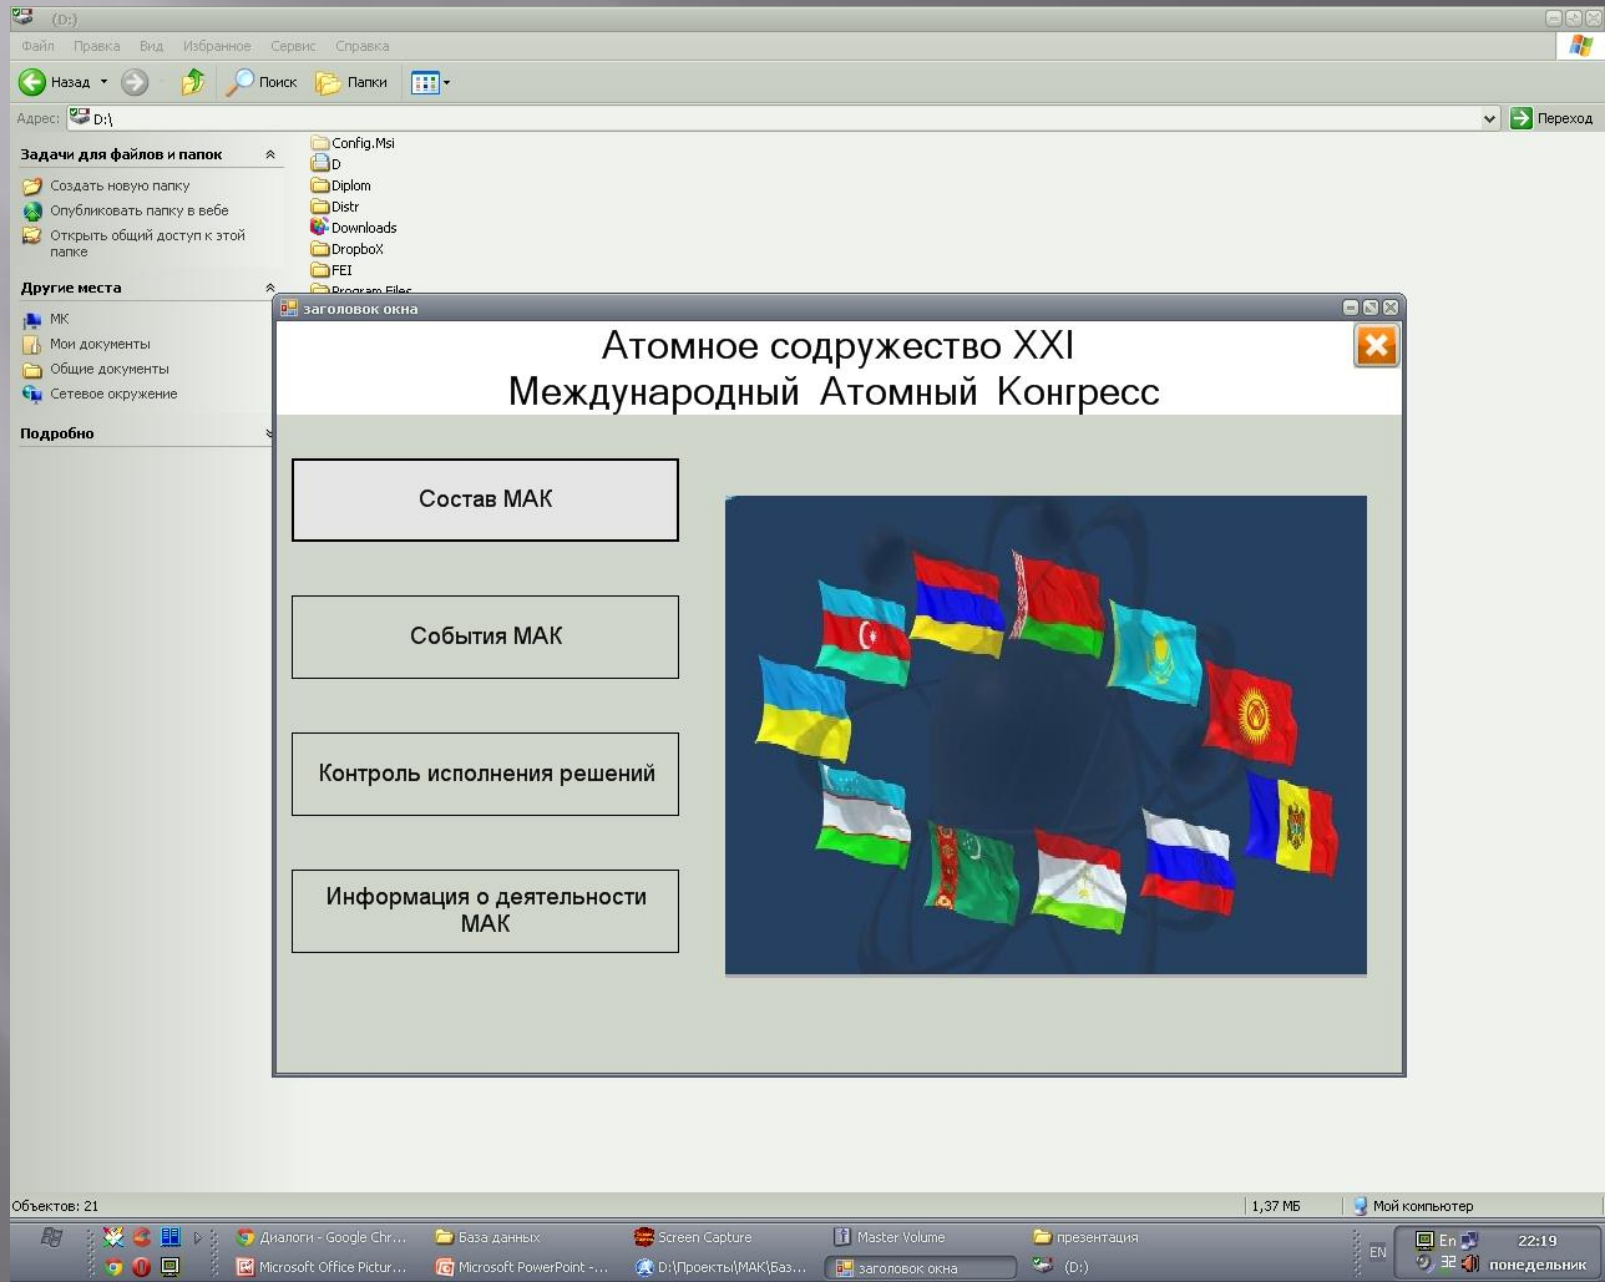 (D:)
Файл Правка Вид Избранное Сервис Справка
Назад Поиск Папки
Адрес: D:\ Переход
Задачи для файлов и папок
Создать новую папку
Опубликовать папку в вебе
Открыть общий доступ к этой
папке
Другие места
МК
Мои документы
Общие документы
Сетевое окружение
Подробно
Config.Msi
D
Diplom
Distr
Downloads
DropboX
FEI
Program Files
заголовок окна
Атомное содружество XXI
Международный Атомный Конгресс
Состав МАК
События МАК
Контроль исполнения решений
Информация о деятельности
МАК
Объектов: 21 1,37 МБ Мой компьютер
Диалоги - Google Chr... База данных Screen Capture Master Volume презентация
Microsoft Office Pictur... Microsoft PowerPoint -... D:\Проекты\МАК\Баз... заголовок окна (D:)
EN
En 22:19
32 понедельник